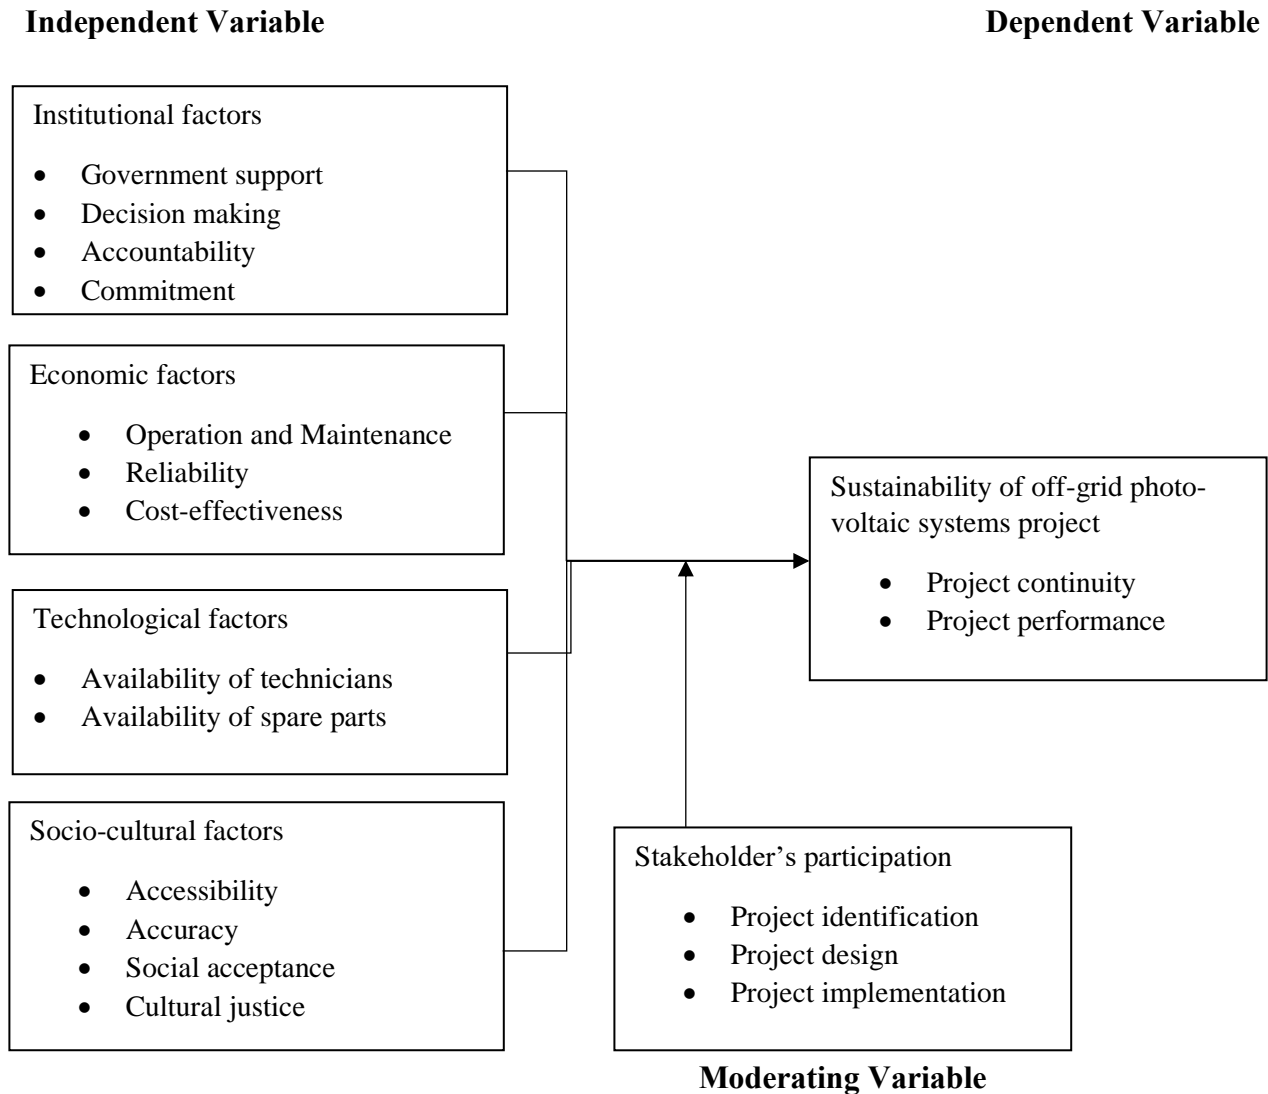 Independent Variable
Dependent Variable
Institutional factors
• Government support
• Decision making
• Accountability
• Commitment
Economic factors
• Operation and Maintenance
• Reliability
• Cost-effectiveness
Technological factors
• Availability of technicians
• Availability of spare parts
Socio-cultural factors
• Accessibility
• Accuracy
• Social acceptance
• Cultural justice
Sustainability of off-grid photo-
voltaic systems project
• Project continuity
• Project performance
Stakeholder’s participation
• Project identification
• Project design
• Project implementation
Moderating Variable